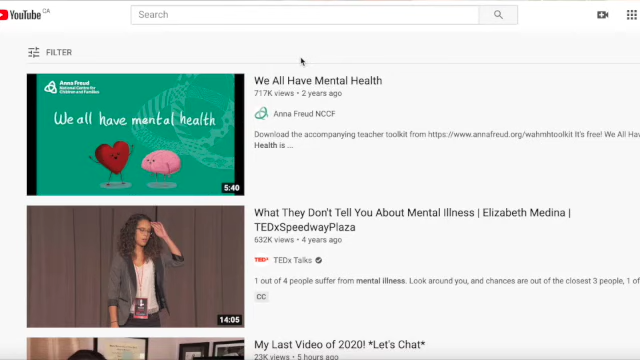 YouTube CA
Search
FILTER
Anna Freud
National Centre for
Children and Families
We all have mental health
5:40
We All Have Mental Health
717K views • 2 years ago
Anna Freud NCCF
Download the accompanying teacher toolkit from https://www.annafreud.org/wahmhtoolkit It's free! We All Hav
Health is ...
14:05
What They Don't Tell You About Mental Illness | Elizabeth Medina |
TEDxSpeedwayPlaza
632K views • 4 years ago
TEDx TEDx Talks
1 out of 4 people suffer from mental illness. Look around you, and chances are out of the closest 3 people, 1 of
CC
My Last Video of 2020! *Let's Chat*
23K views • 5 hours ago